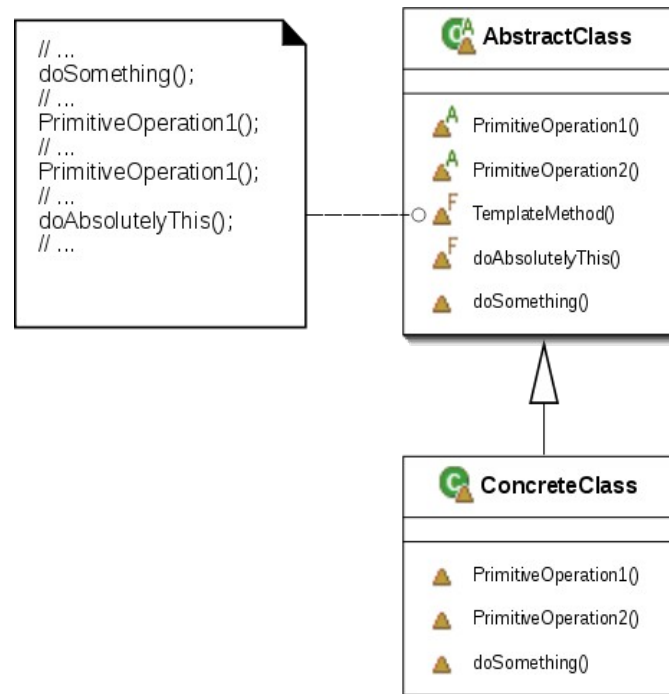 // ...
doSomething();
// ...
PrimitiveOperation1();
// ...
PrimitiveOperation1();
// ...
doAbsolutelyThis();
// ...
C A AbstractClass
A PrimitiveOperation1()
A PrimitiveOperation2()
F TemplateMethod()
F doAbsolutelyThis()
doSomething()
C ConcreteClass
PrimitiveOperation1()
PrimitiveOperation2()
doSomething()